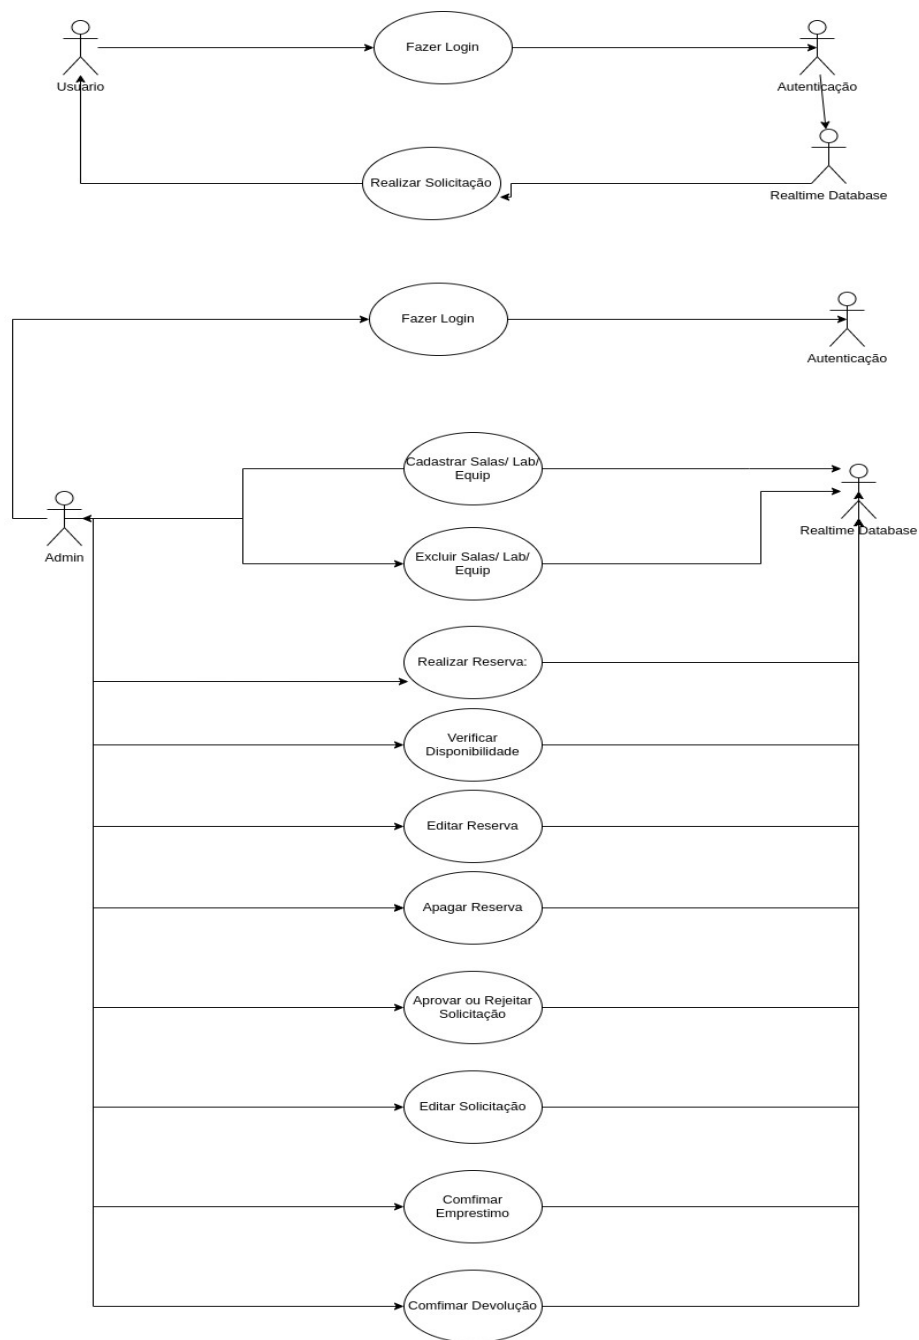 Fazer Login
Usuario
Autenticação
Realizar Solicitação
Realtime Database
Fazer Login
Autenticação
Cadastrar Salas/ Lab/
Equip
Realtime Database
Admin
Excluir Salas/ Lab/
Equip
Realizar Reserva:
Verificar
Disponibilidade
Editar Reserva
Apagar Reserva
Aprovar ou Rejeitar
Solicitação
Editar Solicitação
Comfimar
Emprestimo
Comfimar Devolução